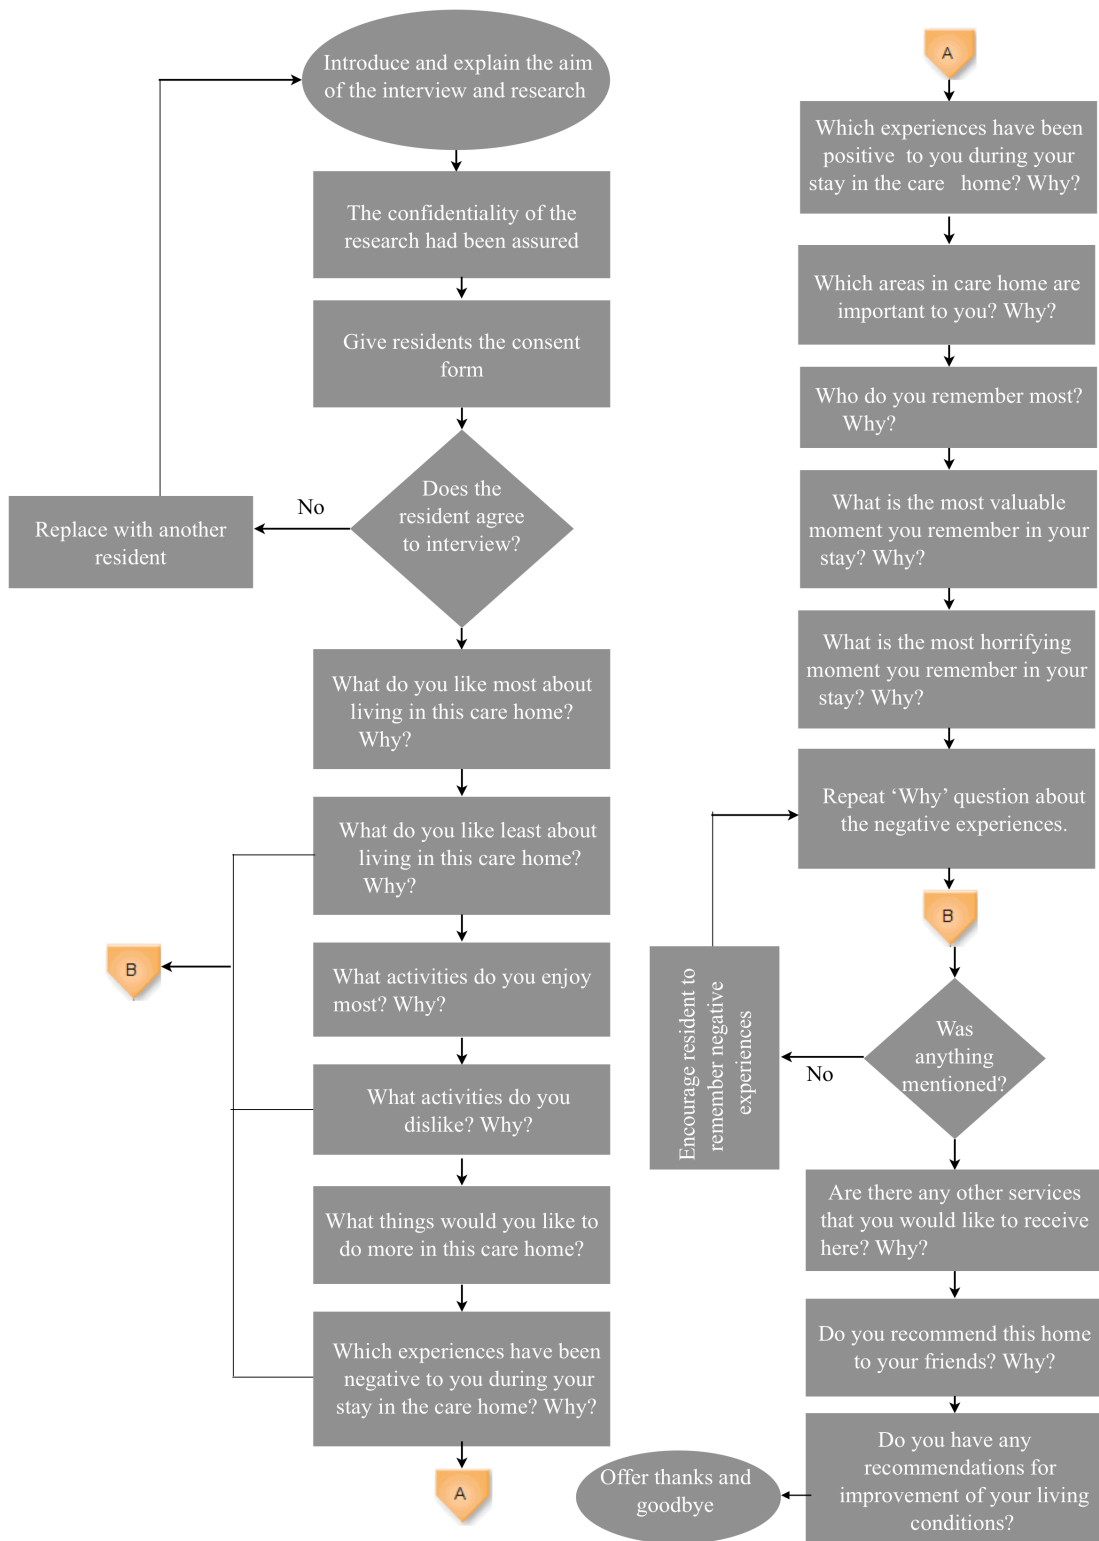 Introduce and explain the aim
of the interview and research
The confidentiality of the
research had been assured
Give residents the consent
form
Does the
resident agree
to interview?
No
Replace with another
resident
What do you like most about
living in this care home?
Why?
What do you like least about
living in this care home?
Why?
B
What activities do you enjoy
most? Why?
What activities do you
dislike? Why?
What things would you like to
do more in this care home?
Which experiences have been
negative to you during your
stay in the care home? Why?
A
A
Which experiences have been
positive to you during your
stay in the care home? Why?
Which areas in care home are
important to you? Why?
Who do you remember most?
Why?
What is the most valuable
moment you remember in your
stay? Why?
What is the most horrifying
moment you remember in your
stay? Why?
Repeat ‘Why’ question about
the negative experiences.
B
Was
anything
mentioned?
No
Encourage resident to
remember negative
experiences
Are there any other services
that you would like to receive
here? Why?
Do you recommend this home
to your friends? Why?
Do you have any
recommendations for
improvement of your living
conditions?
Offer thanks and
goodbye